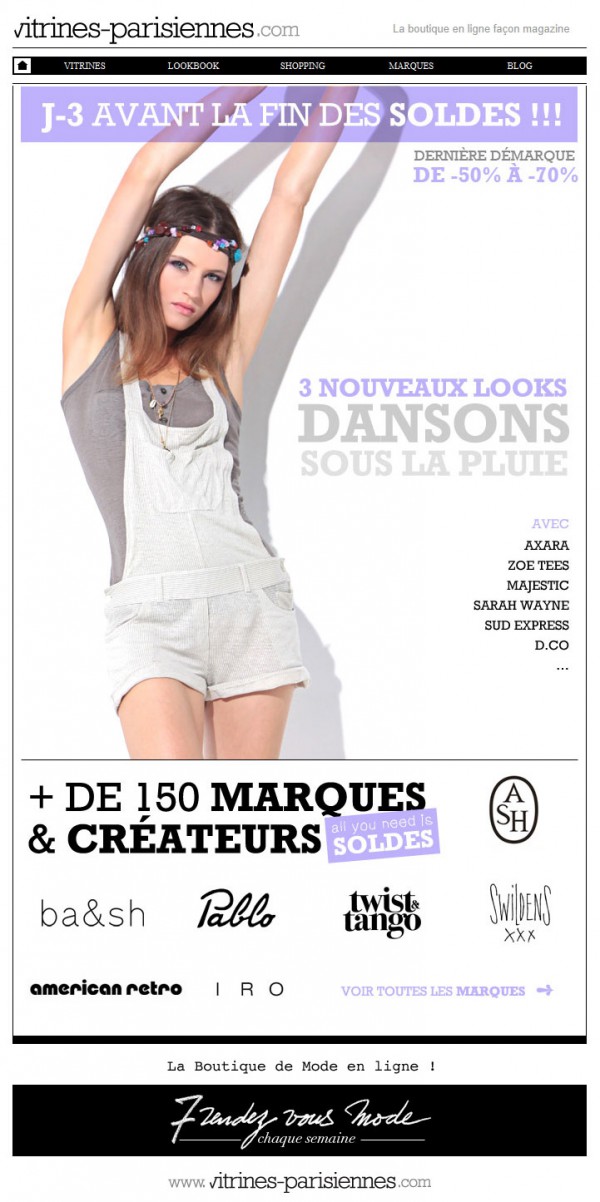 vitrines-parisiennes.com
La boutique en ligne façon magazine
VITRINES LOOKBOOK SHOPPING MARQUES BLOG
J-3 AVANT LA FIN DES SOLDES !!!
DERNIÈRE DÉMARQUE
DE -50% À -70%
3 NOUVEAUX LOOKS
DANSONS
SOUS LA PLUIE
AVEC
AXARA
ZOE TEES
MAJESTIC
SARAH WAYNE
SUD EXPRESS
D.CO
...
+ DE 150 MARQUES
& CRÉATEURS
all you need Is
SOLDES
ASH
ba&sh
Pablo
twist&
tango
SWiLDENS
xxx
american retro
IRO
VOIR TOUTES LES MARQUES
La Boutique de Mode en ligne !
7 rendez vous Mode
chaque semaine
www.vitrines-parisiennes.com